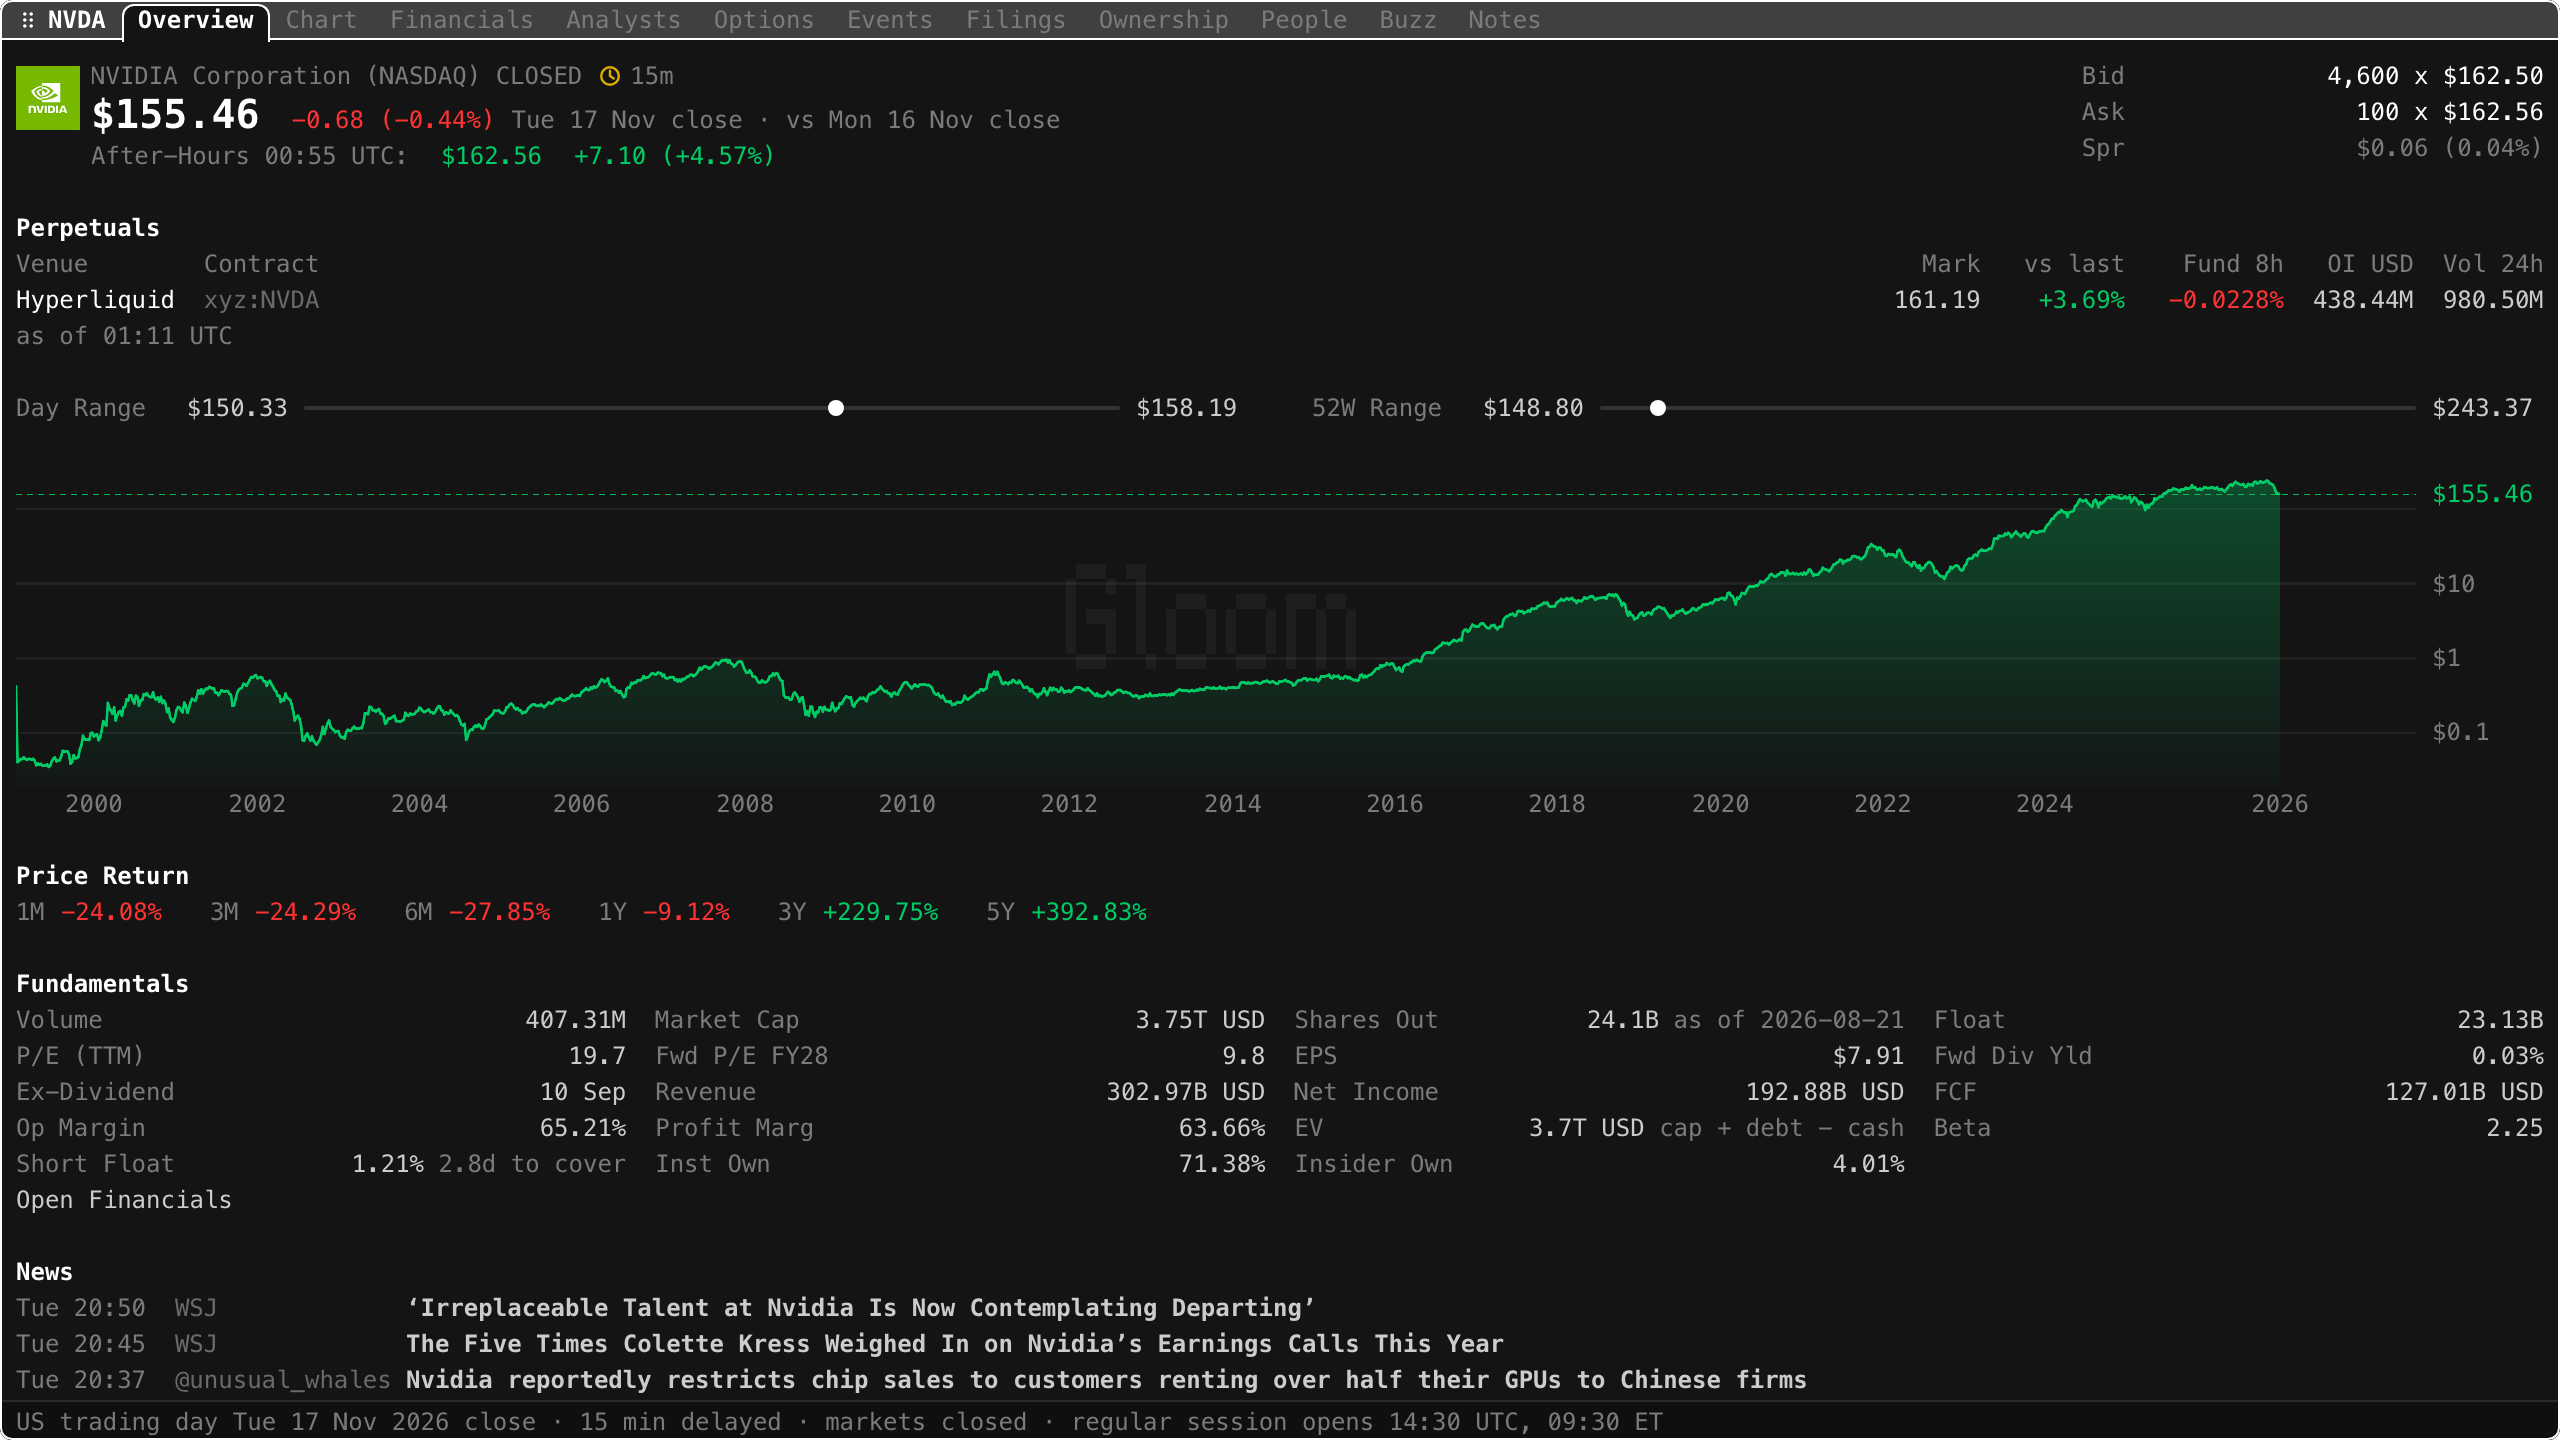 NVDA Overview Chart Financials Analysts Options Events Filings Ownership People Buzz Notes
NVIDIA
NVIDIA Corporation (NASDAQ) CLOSED 15m
$155.46 −0.68 (−0.44%) Tue 17 Nov close · vs Mon 16 Nov close
After-Hours 00:55 UTC: $162.56 +7.10 (+4.57%)
Bid 4,600 x $162.50
Ask 100 x $162.56
Spr $0.06 (0.04%)
Perpetuals
Venue Contract Mark vs last Fund 8h OI USD Vol 24h
Hyperliquid xyz:NVDA 161.19 +3.69% −0.0228% 438.44M 980.50M
as of 01:11 UTC
Day Range $150.33 $158.19 52W Range $148.80 $243.37
$155.46
$10
$1
$0.1
Gloom
2000 2002 2004 2006 2008 2010 2012 2014 2016 2018 2020 2022 2024 2026
Price Return
1M −24.08% 3M −24.29% 6M −27.85% 1Y −9.12% 3Y +229.75% 5Y +392.83%
Fundamentals
Volume 407.31M Market Cap 3.75T USD Shares Out 24.1B as of 2026-08-21 Float 23.13B
P/E (TTM) 19.7 Fwd P/E FY28 9.8 EPS $7.91 Fwd Div Yld 0.03%
Ex-Dividend 10 Sep Revenue 302.97B USD Net Income 192.88B USD FCF 127.01B USD
Op Margin 65.21% Profit Marg 63.66% EV 3.7T USD cap + debt − cash Beta 2.25
Short Float 1.21% 2.8d to cover Inst Own 71.38% Insider Own 4.01%
Open Financials
News
Tue 20:50 WSJ ‘Irreplaceable Talent at Nvidia Is Now Contemplating Departing’
Tue 20:45 WSJ The Five Times Colette Kress Weighed In on Nvidia’s Earnings Calls This Year
Tue 20:37 @unusual_whales Nvidia reportedly restricts chip sales to customers renting over half their GPUs to Chinese firms
US trading day Tue 17 Nov 2026 close · 15 min delayed · markets closed · regular session opens 14:30 UTC, 09:30 ET